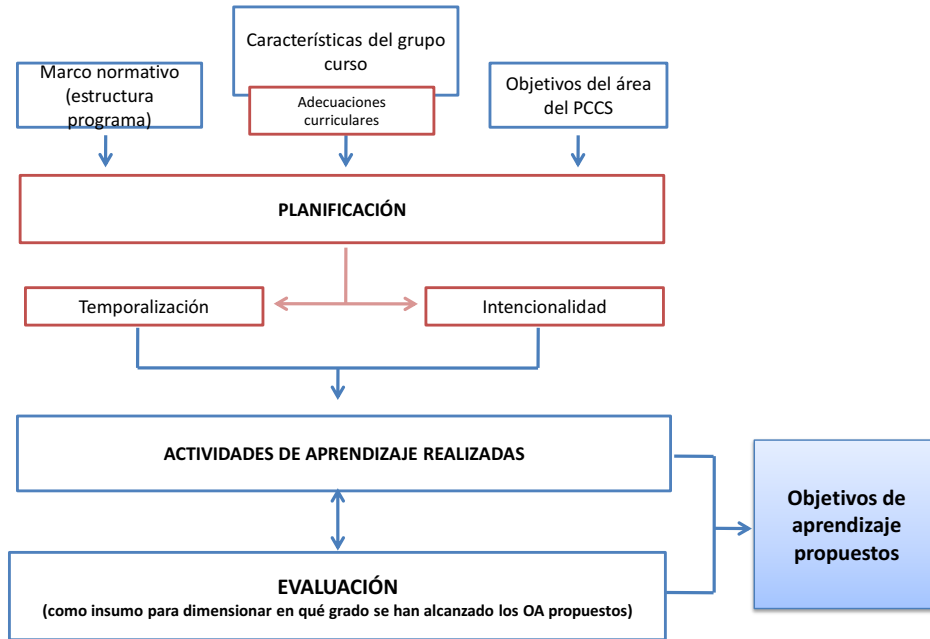 Características del grupo
curso
Marco normativo
(estructura
programa)
Adecuaciones
curriculares
Objetivos del área
del PCCS
PLANIFICACIÓN
Temporalización
Intencionalidad
ACTIVIDADES DE APRENDIZAJE REALIZADAS
Objetivos de
aprendizaje
propuestos
EVALUACIÓN
(como insumo para dimensionar en qué grado se han alcanzado los OA propuestos)